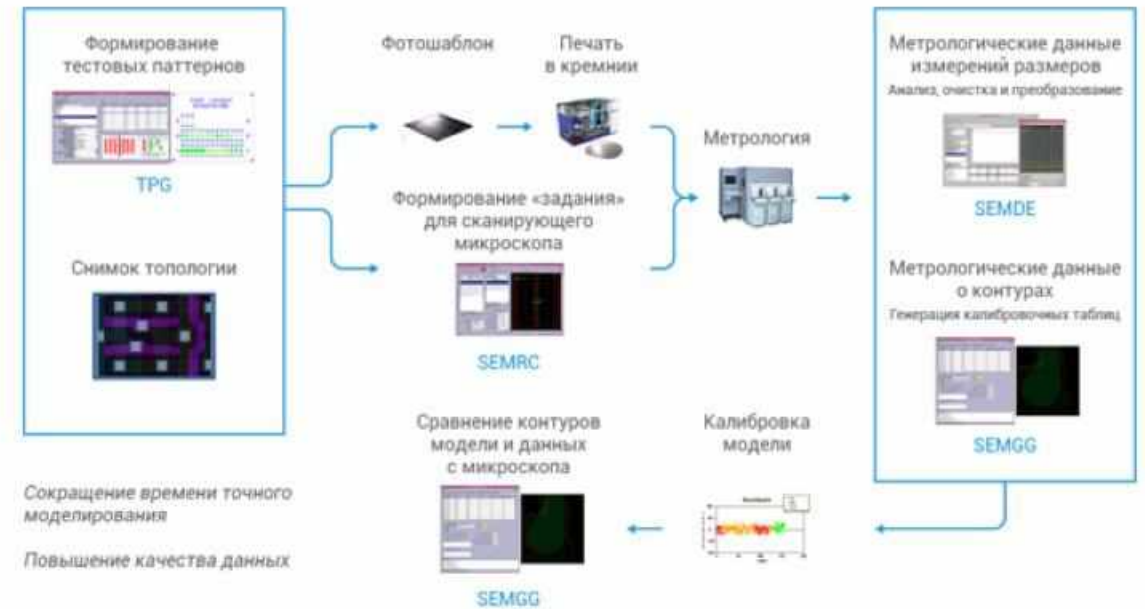 Формирование
тестовых паттернов
TPG
Снимок топологии
Фотошаблон
Печать
в кремнии
Формирование «задания»
для сканирующего
микроскопа
SEMRC
Метрология
Метрологические данные
измерений размеров
Анализ, очистка и преобразование
SEMDE
Метрологические данные
о контурах
Генерация калибровочных таблиц
SEMGG
Калибровка
модели
Сравнение контуров
модели и данных
с микроскопа
SEMGG
Сокращение времени точного
моделирования
Повышение качества данных